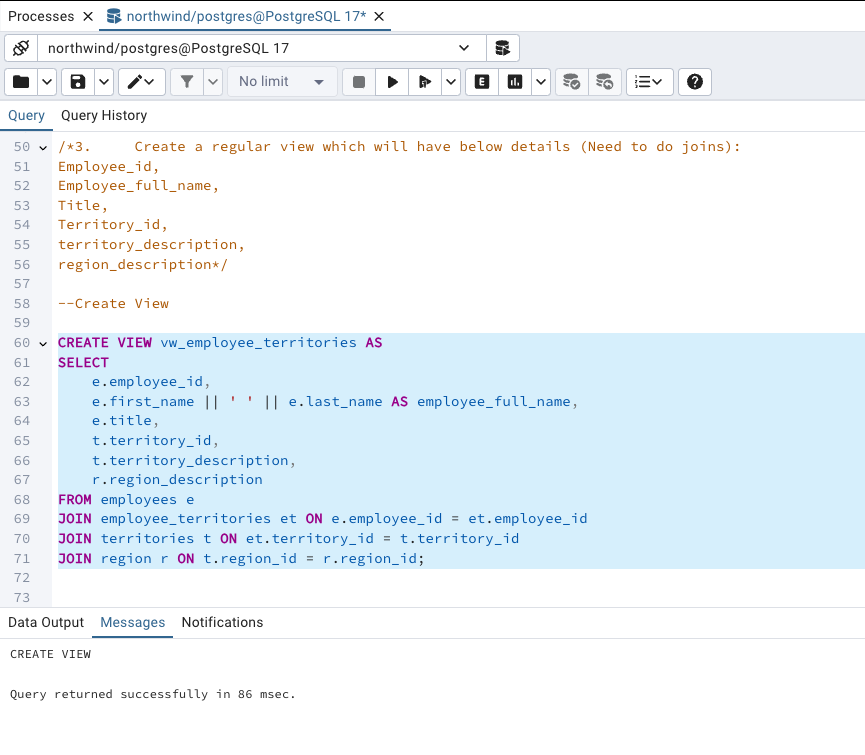 Processes × northwind/postgres@PostgreSQL 17* ×
northwind/postgres@PostgreSQL 17
No limit E ?
Query Query History
50 /*3. Create a regular view which will have below details (Need to do joins):
51 Employee_id,
52 Employee_full_name,
53 Title,
54 Territory_id,
55 territory_description,
56 region_description*/
57
58 --Create View
59
60 CREATE VIEW vw_employee_territories AS
61 SELECT
62 e.employee_id,
63 e.first_name || ' ' || e.last_name AS employee_full_name,
64 e.title,
65 t.territory_id,
66 t.territory_description,
67 r.region_description
68 FROM employees e
69 JOIN employee_territories et ON e.employee_id = et.employee_id
70 JOIN territories t ON et.territory_id = t.territory_id
71 JOIN region r ON t.region_id = r.region_id;
72
73
Data Output Messages Notifications
CREATE VIEW
Query returned successfully in 86 msec.